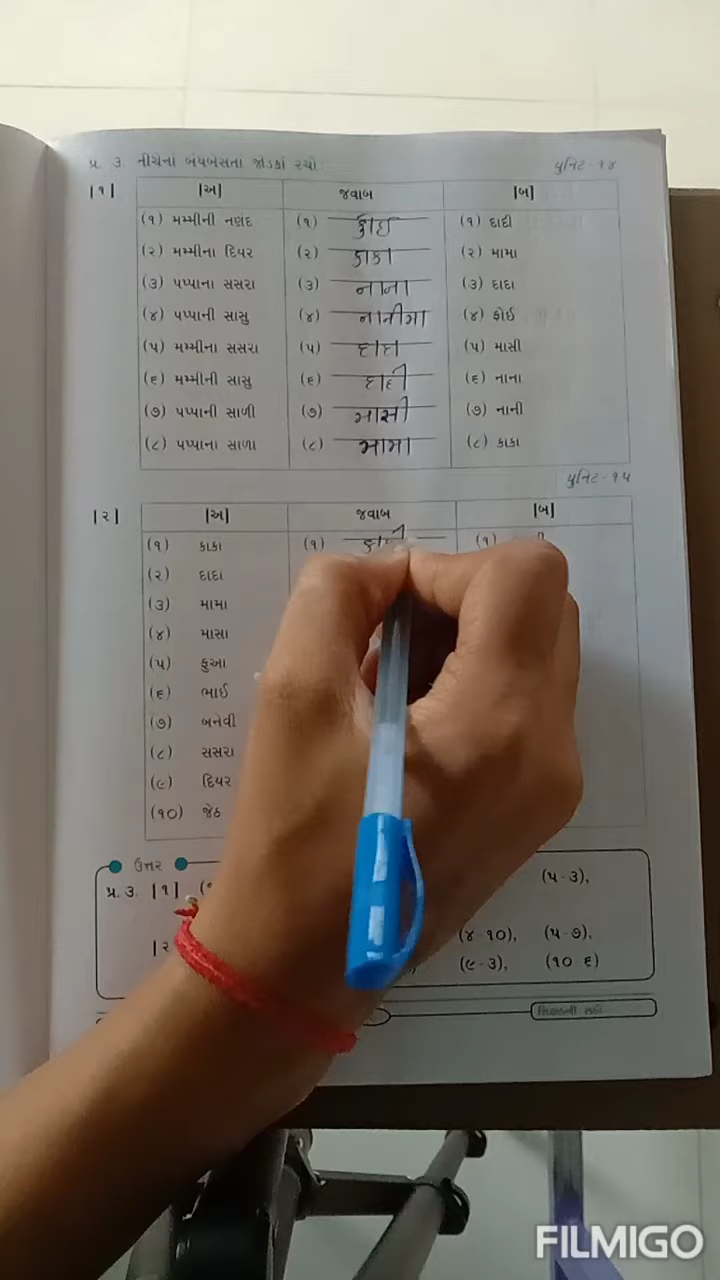 પ્ર. ૩. નીચેનાં બંધબેસતાં જોડકાં રચો : યુનિટ-૧૪
|૧| |અ| જવાબ |બ|
(૧) મમ્મીની નણંદ (૧) ફોઈ (૧) દાદી
(૨) મમ્મીના દિયર (૨) કાકા (૨) મામા
(૩) પપ્પાના સસરા (૩) નાના (૩) દાદા
(૪) પપ્પાની સાસુ (૪) નાનીમા (૪) ફોઈ
(૫) મમ્મીના સસરા (૫) દાદા (૫) માસી
(૬) મમ્મીની સાસુ (૬) દાદી (૬) નાના
(૭) પપ્પાની સાળી (૭) માસી (૭) નાની
(૮) પપ્પાના સાળા (૮) મામા (૮) કાકા
યુનિટ-૧૫
|૨| |અ| જવાબ |બ|
(૧) કાકા (૧) (૧)
(૨) દાદા
(૩) મામા
(૪) માસા
(૫) ફુઆ
(૬) ભાઈ
(૭) બનેવી
(૮) સસરા
(૯) દિયર
(૧૦) જેઠ
ઉત્તર
પ્ર. ૩. |૧| (૫-૩),
|૨ (૪-૧૦), (૫-૭),
(૯-૩), (૧૦ ૬)
શિક્ષકની સહી
FILMIGO